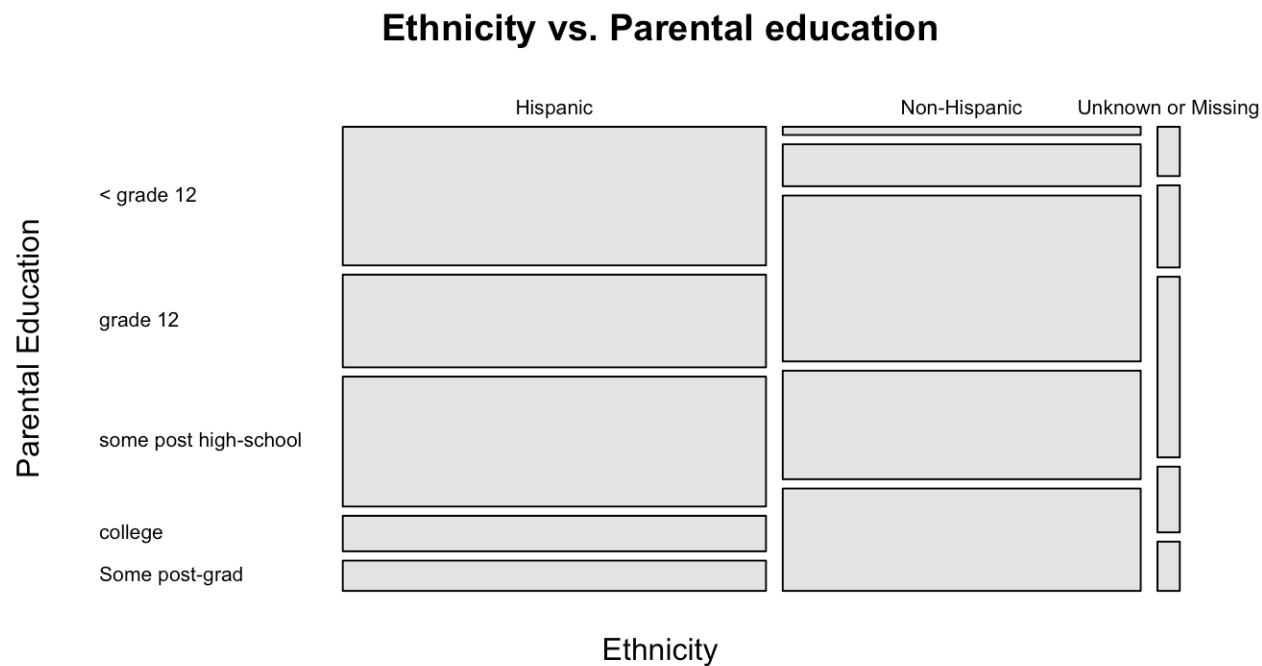 Ethnicity vs. Parental education
Hispanic
Non-Hispanic
Unknown or Missing
Parental Education
< grade 12
grade 12
some post high-school
college
Some post-grad
Ethnicity